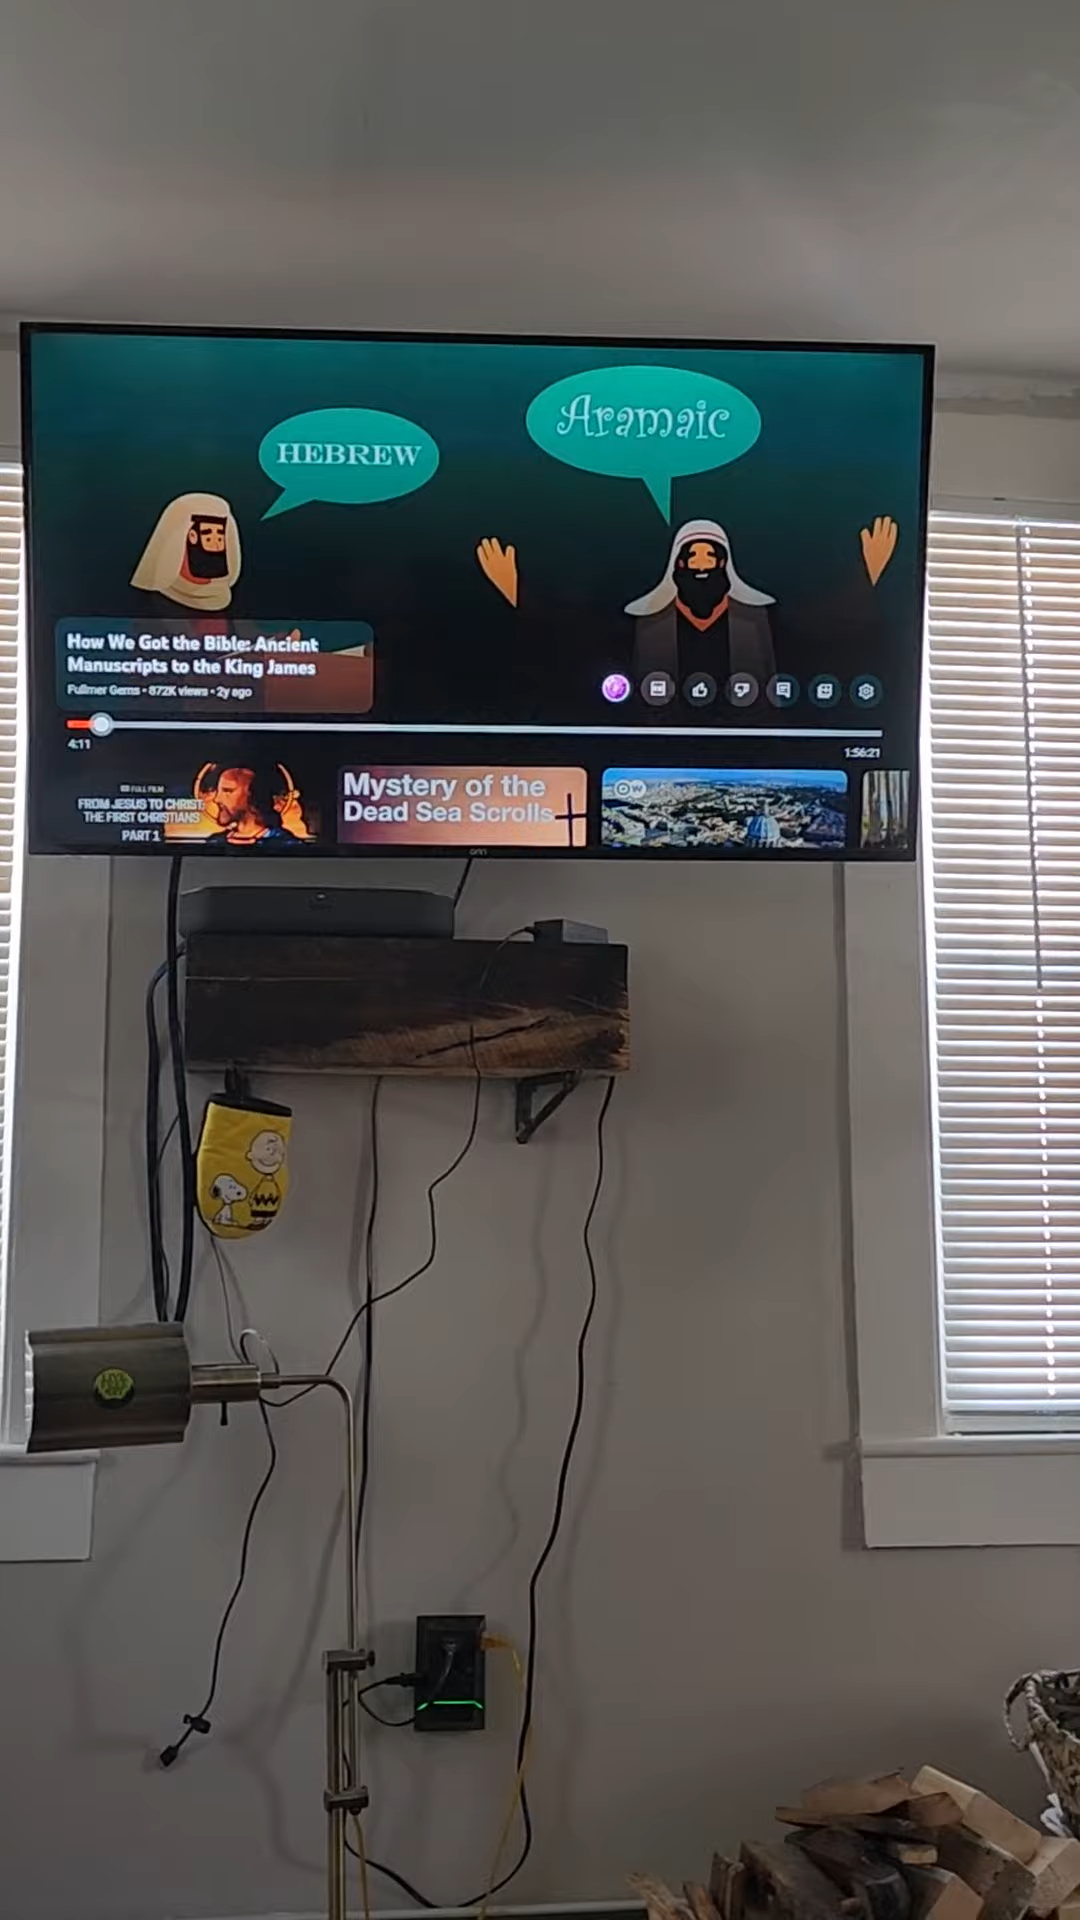 HEBREW
Aramaic
How We Got the Bible: Ancient
Manuscripts to the King James
Fullmer Gems • 872K views • 2y ago
4:11
1:56:21
FULL FILM
FROM JESUS TO CHRIST:
THE FIRST CHRISTIANS
PART 1
Mystery of the
Dead Sea Scrolls
DW
onn